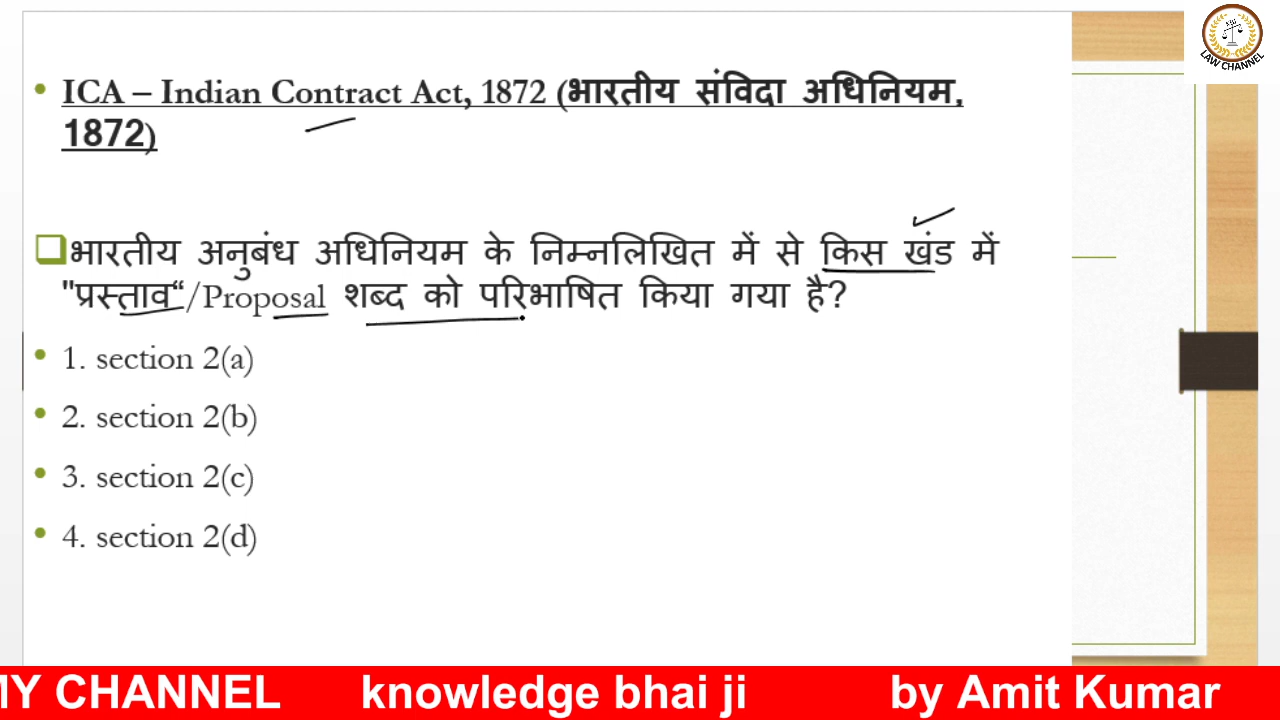 LAW CHANNEL
• ICA – Indian Contract Act, 1872 (भारतीय संविदा अधिनियम,
1872)
❑भारतीय अनुबंध अधिनियम के निम्नलिखित में से किस खंड में
"प्रस्ताव“/Proposal शब्द को परिभाषित किया गया है?
• 1. section 2(a)
• 2. section 2(b)
• 3. section 2(c)
• 4. section 2(d)
MY CHANNEL knowledge bhai ji by Amit Kumar